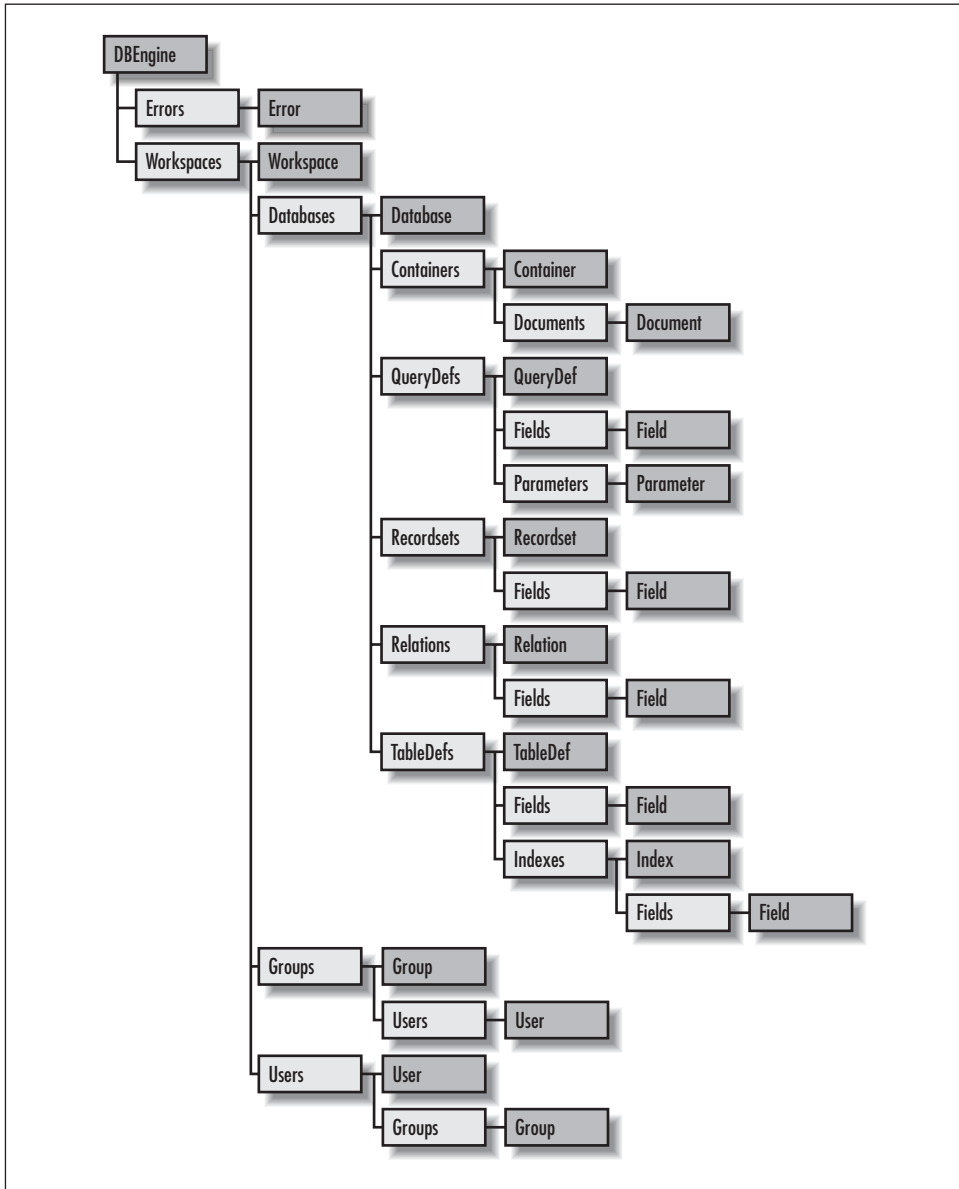 DBEngine
Errors Error
Workspaces Workspace
Databases Database
Containers Container
Documents Document
QueryDefs QueryDef
Fields Field
Parameters Parameter
Recordsets Recordset
Fields Field
Relations Relation
Fields Field
TableDefs TableDef
Fields Field
Indexes Index
Fields Field
Groups Group
Users User
Users User
Groups Group